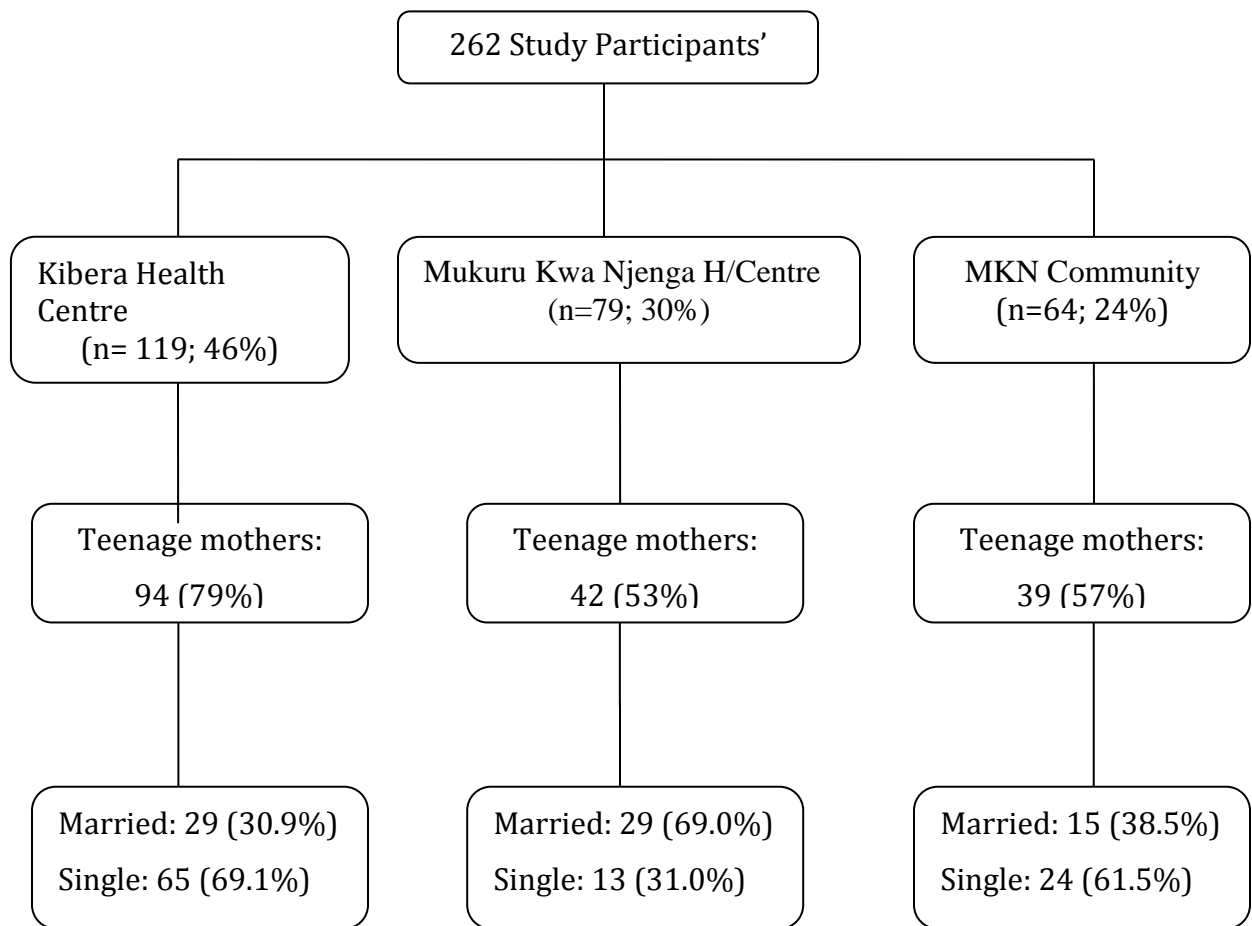 262 Study Participants’
Kibera Health
Centre
(n= 119; 46%)
Mukuru Kwa Njenga H/Centre
(n=79; 30%)
MKN Community
(n=64; 24%)
Teenage mothers:
94 (79%)
Teenage mothers:
42 (53%)
Teenage mothers:
39 (57%)
Married: 29 (30.9%)
Single: 65 (69.1%)
Married: 29 (69.0%)
Single: 13 (31.0%)
Married: 15 (38.5%)
Single: 24 (61.5%)